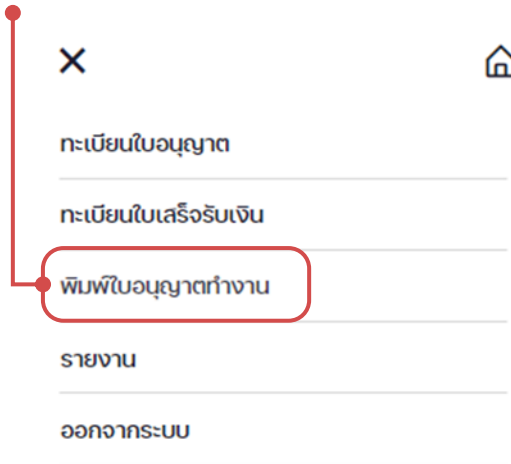 ทะเบียนใบอนุญาต
ทะเบียนใบเสร็จรับเงิน
พิมพ์ใบอนุญาตทำงาน
รายงาน
ออกจากระบบ